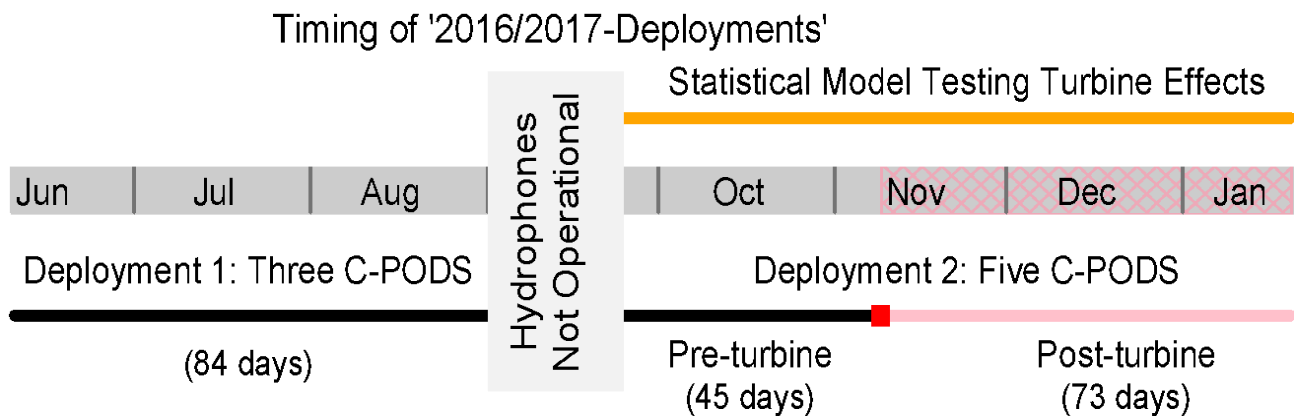 Timing of '2016/2017-Deployments'
Statistical Model Testing Turbine Effects
Hydrophones
Not Operational
Jun Jul Aug Oct Nov Dec Jan
Deployment 1: Three C-PODS
Deployment 2: Five C-PODS
(84 days)
Pre-turbine
(45 days)
Post-turbine
(73 days)